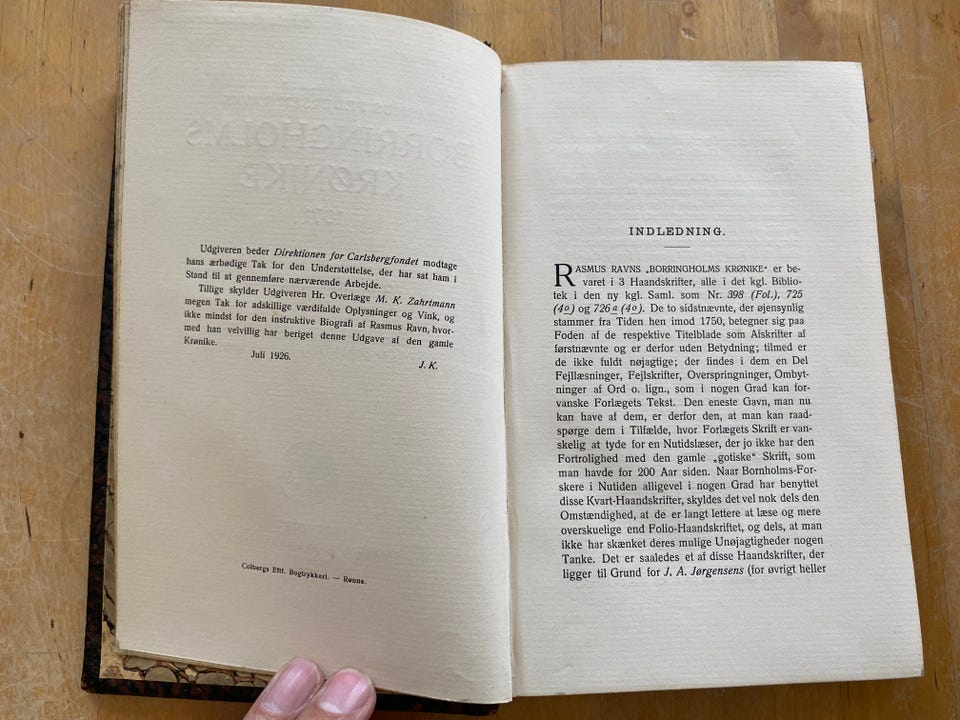 Udgiveren beder Direktionen for Carlsbergfondet modtage
hans ærbødige Tak for den Understøttelse, der har sat ham i
Stand til at gennemføre nærværende Arbejde.
Tillige skylder Udgiveren Hr. Overlæge M. K. Zahrtmann
megen Tak for adskillige værdifulde Oplysninger og Vink, og
ikke mindst for den instruktive Biografi af Rasmus Ravn, hvor-
med han velvillig har beriget denne Udgave af den gamle
Krønike.
Juli 1926.
J. K.
Colbergs Eftf. Bogtrykkeri. — Rønne.
INDLEDNING.
RASMUS RAVNS „BORRINGHOLMS KRØNIKE“ er be-
varet i 3 Haandskrifter, alle i det kgl. Biblio-
tek i den ny kgl. Saml. som Nr. 398 (Fol.), 725
(4o) og 726a (4o). De to sidstnævnte, der øjensynlig
stammer fra Tiden hen imod 1750, betegner sig paa
Foden af de respektive Titelblade som Afskrifter af
førstnævnte og er derfor uden Betydning; tilmed er
de ikke fuldt nøjagtige; der findes i dem en Del
Fejllæsninger, Fejlskrifter, Overspringninger, Ombyt-
ninger af Ord o. lign., som i nogen Grad kan for-
vanske Forlægets Tekst. Den eneste Gavn, man nu
kan have af dem, er derfor den, at man kan raad-
spørge dem i Tilfælde, hvor Forlægets Skrift er van-
skelig at tyde for en Nutidslæser, der jo ikke har den
Fortrolighed med den gamle „gotiske“ Skrift, som
man havde for 200 Aar siden. Naar Bornholms-For-
skere i Nutiden alligevel i nogen Grad har benyttet
disse Kvart-Haandskrifter, skyldes det vel nok dels den
Omstændighed, at de er langt lettere at læse og mere
overskuelige end Folio-Haandskriftet, og dels, at man
ikke har skænket deres mulige Unøjagtigheder nogen
Tanke. Det er saaledes et af disse Haandskrifter, der
ligger til Grund for J. A. Jørgensens (for øvrigt heller